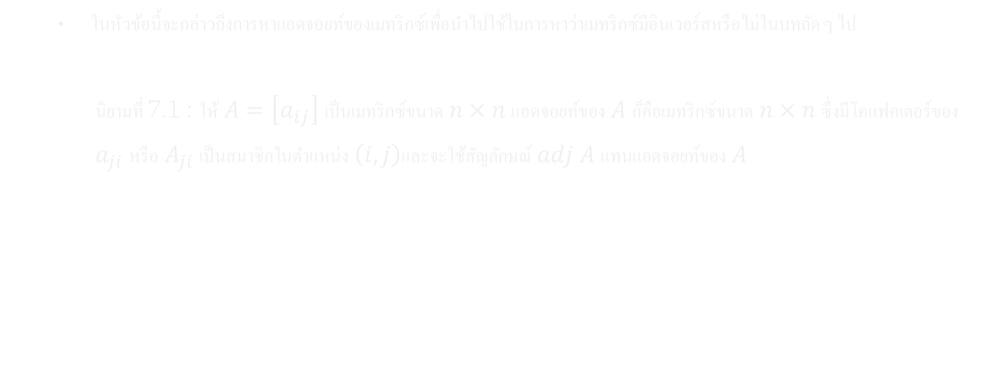 • ในหัวข้อนี้จะกล่าวถึงการหาแอดจอยท์ของเมทริกซ์เพื่อนำไปใช้ในการหาว่าเมทริกซ์มีอินเวอร์สหรือไม่ในบทถัดๆ ไป
นิยามที่ 7.1 : ให้ A = [a_{ij}] เป็นเมทริกซ์ขนาด n × n แอดจอยท์ของ A ก็คือเมทริกซ์ขนาด n × n ซึ่งมีโคแฟคเตอร์ของ
a_{ji} หรือ A_{ji} เป็นสมาชิกในตำแหน่ง (i, j)และจะใช้สัญลักษณ์ adj A แทนแอดจอยท์ของ A